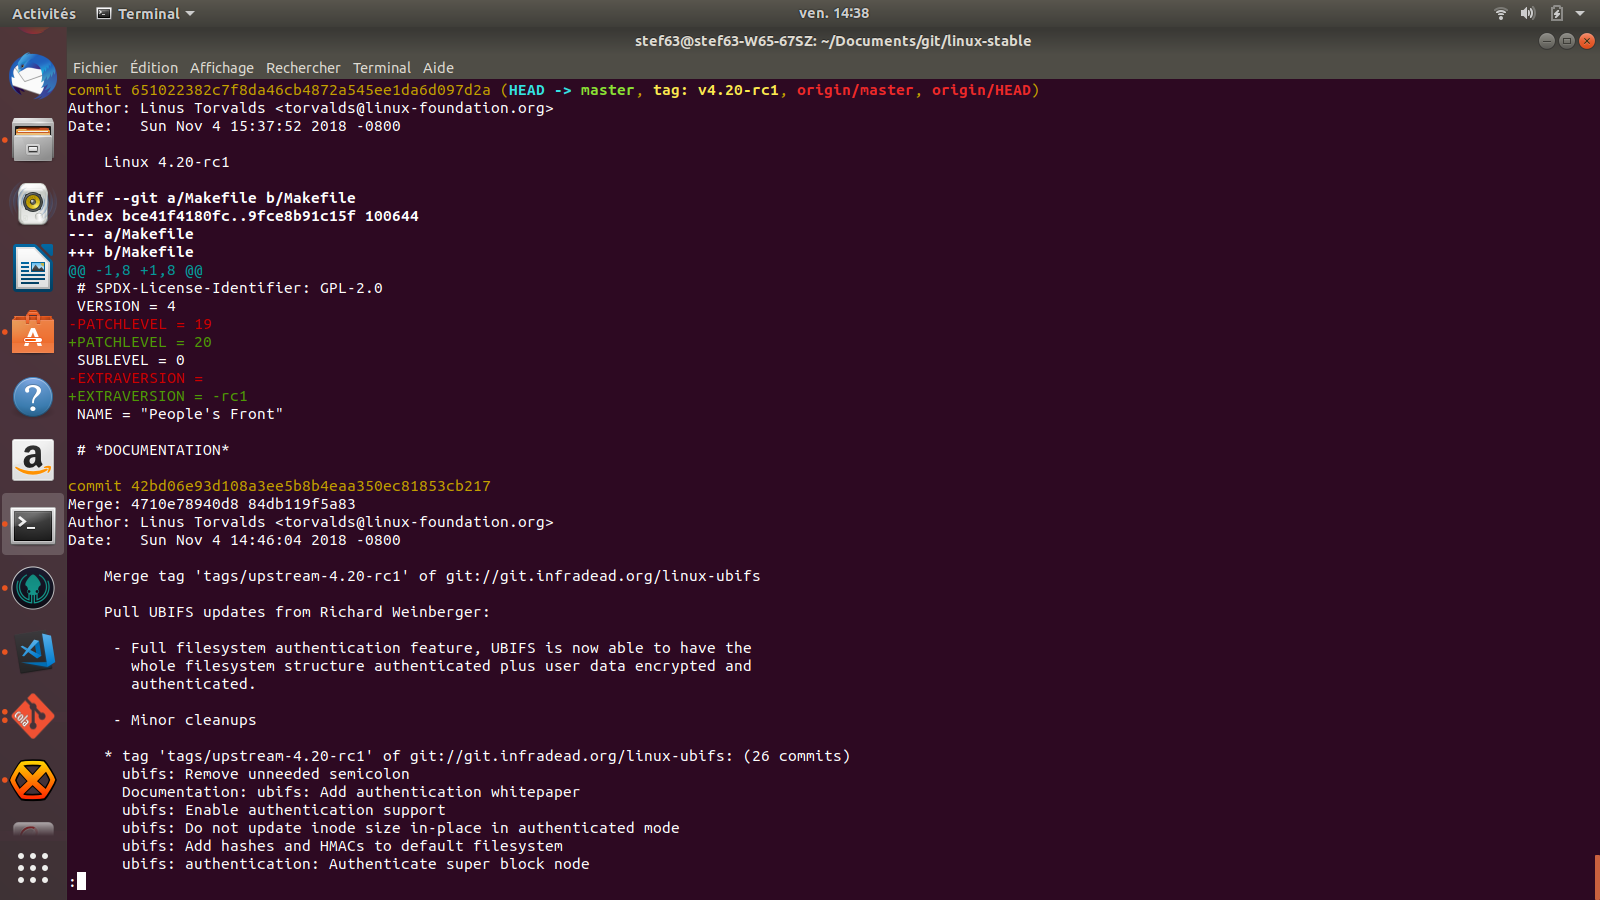 Activités
Terminal
ven. 14:38
stef63@stef63-W65-67SZ: ~/Documents/git/linux-stable
Fichier Édition Affichage Rechercher Terminal Aide
commit 651022382c7f8da46cb4872a545ee1da6d097d2a (HEAD -> master, tag: v4.20-rc1, origin/master, origin/HEAD)
Author: Linus Torvalds <torvalds@linux-foundation.org>
Date:   Sun Nov 4 15:37:52 2018 -0800
    Linux 4.20-rc1
diff --git a/Makefile b/Makefile
index bce41f4180fc..9fce8b91c15f 100644
--- a/Makefile
+++ b/Makefile
@@ -1,8 +1,8 @@
 # SPDX-License-Identifier: GPL-2.0
 VERSION = 4
-PATCHLEVEL = 19
+PATCHLEVEL = 20
 SUBLEVEL = 0
-EXTRAVERSION =
+EXTRAVERSION = -rc1
 NAME = "People's Front"
 # *DOCUMENTATION*
commit 42bd06e93d108a3ee5b8b4eaa350ec81853cb217
Merge: 4710e78940d8 84db119f5a83
Author: Linus Torvalds <torvalds@linux-foundation.org>
Date:   Sun Nov 4 14:46:04 2018 -0800
    Merge tag 'tags/upstream-4.20-rc1' of git://git.infradead.org/linux-ubifs
    Pull UBIFS updates from Richard Weinberger:
     - Full filesystem authentication feature, UBIFS is now able to have the
       whole filesystem structure authenticated plus user data encrypted and
       authenticated.
     - Minor cleanups
    * tag 'tags/upstream-4.20-rc1' of git://git.infradead.org/linux-ubifs: (26 commits)
      ubifs: Remove unneeded semicolon
      Documentation: ubifs: Add authentication whitepaper
      ubifs: Enable authentication support
      ubifs: Do not update inode size in-place in authenticated mode
      ubifs: Add hashes and HMACs to default filesystem
      ubifs: authentication: Authenticate super block node
: